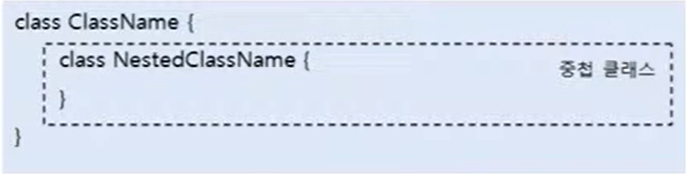 class ClassName {
class NestedClassName {
중첩 클래스
}
}